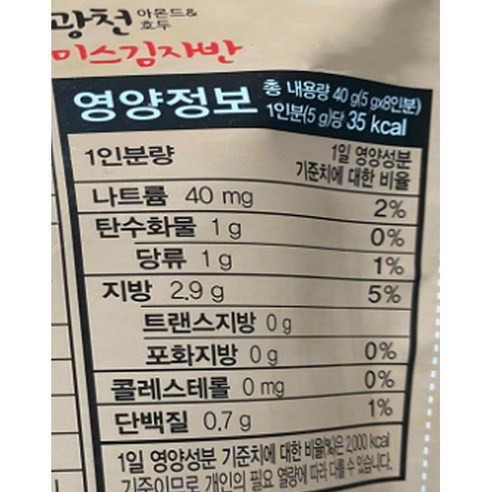 광천 아몬드&
호두
미스김자반
영양정보 총 내용량 40 g(5 g×8인분)
1인분(5 g)당 35 kcal
1인분량 1일 영양성분
기준치에 대한 비율
나트륨 40 mg 2%
탄수화물 1 g 0%
당류 1 g 1%
지방 2.9 g 5%
트랜스지방 0 g
포화지방 0 g 0%
콜레스테롤 0 mg 0%
단백질 0.7 g 1%
1일 영양성분 기준치에 대한 비율(%)은 2,000 kcal
기준이므로 개인의 필요 열량에 따라 다를 수 있습니다.